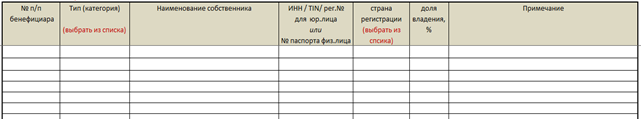 № п/п
бенефициара
Тип (категория)
(выбрать из списка)
Наименование собственника
ИНН / TIN/ рег.№
для юр.лица
или
№ паспорта физ.лица
страна
регистрации
(выбрать из
спсика)
доля
владения,
%
Примечание